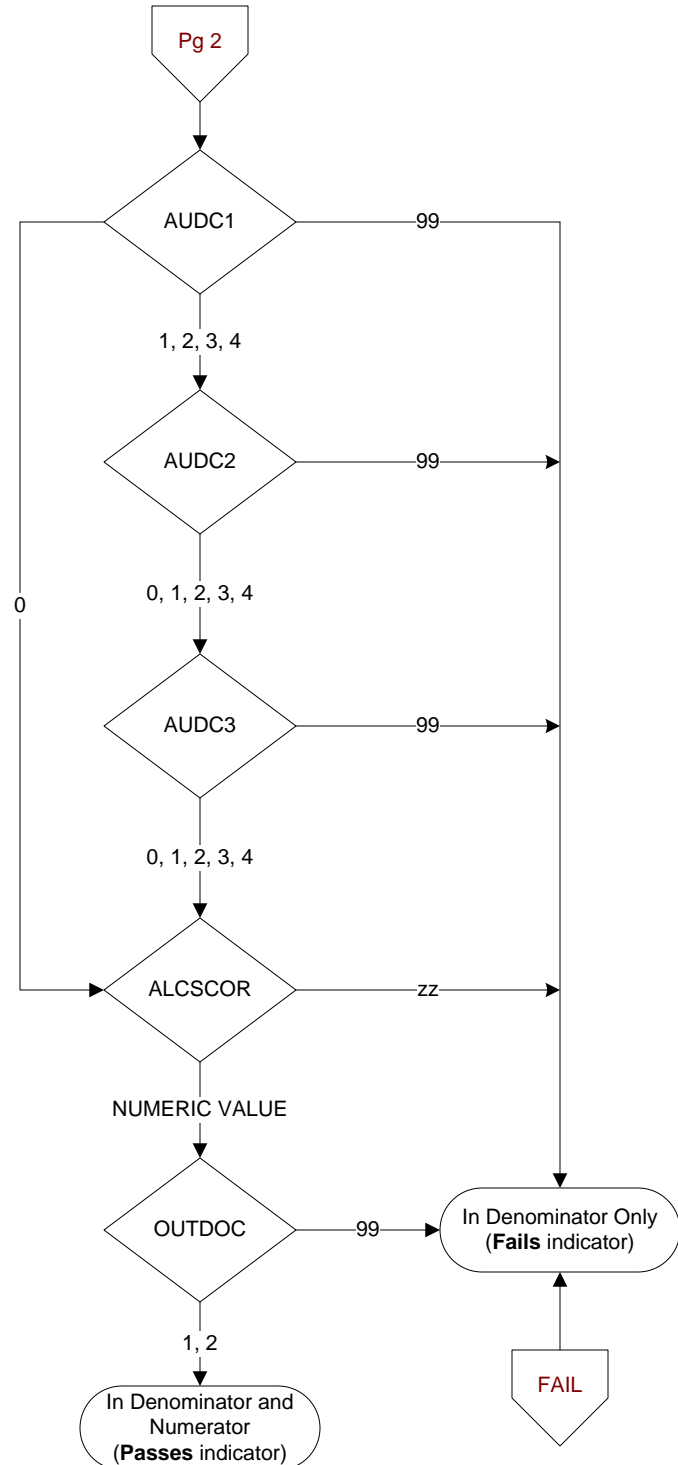 Pg 2
AUDC1
99
1, 2, 3, 4
AUDC2
99
0, 1, 2, 3, 4
0
AUDC3
99
0, 1, 2, 3, 4
ALCSCOR
zz
NUMERIC VALUE
OUTDOC
99
In Denominator Only
(Fails indicator)
1, 2
FAIL
In Denominator and
Numerator
(Passes indicator)